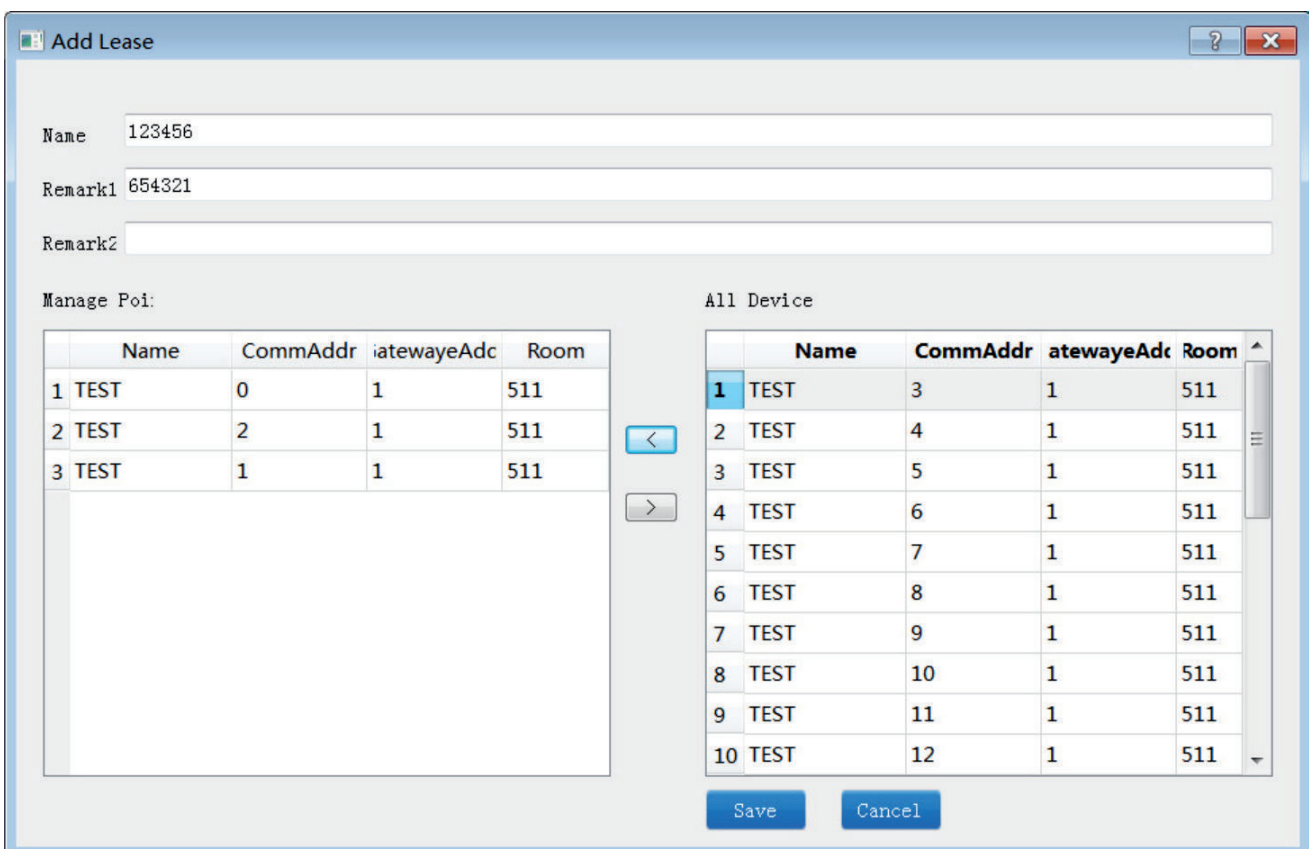 Add Lease
Name 123456
Remark1 654321
Remark2
Manage Poi:
Name CommAddr iatewayeAdc Room
1 TEST 0 1 511
2 TEST 2 1 511
3 TEST 1 1 511
<
>
All Device
Name CommAddr atewayeAdc Room
1 TEST 3 1 511
2 TEST 4 1 511
3 TEST 5 1 511
4 TEST 6 1 511
5 TEST 7 1 511
6 TEST 8 1 511
7 TEST 9 1 511
8 TEST 10 1 511
9 TEST 11 1 511
10 TEST 12 1 511
Save Cancel